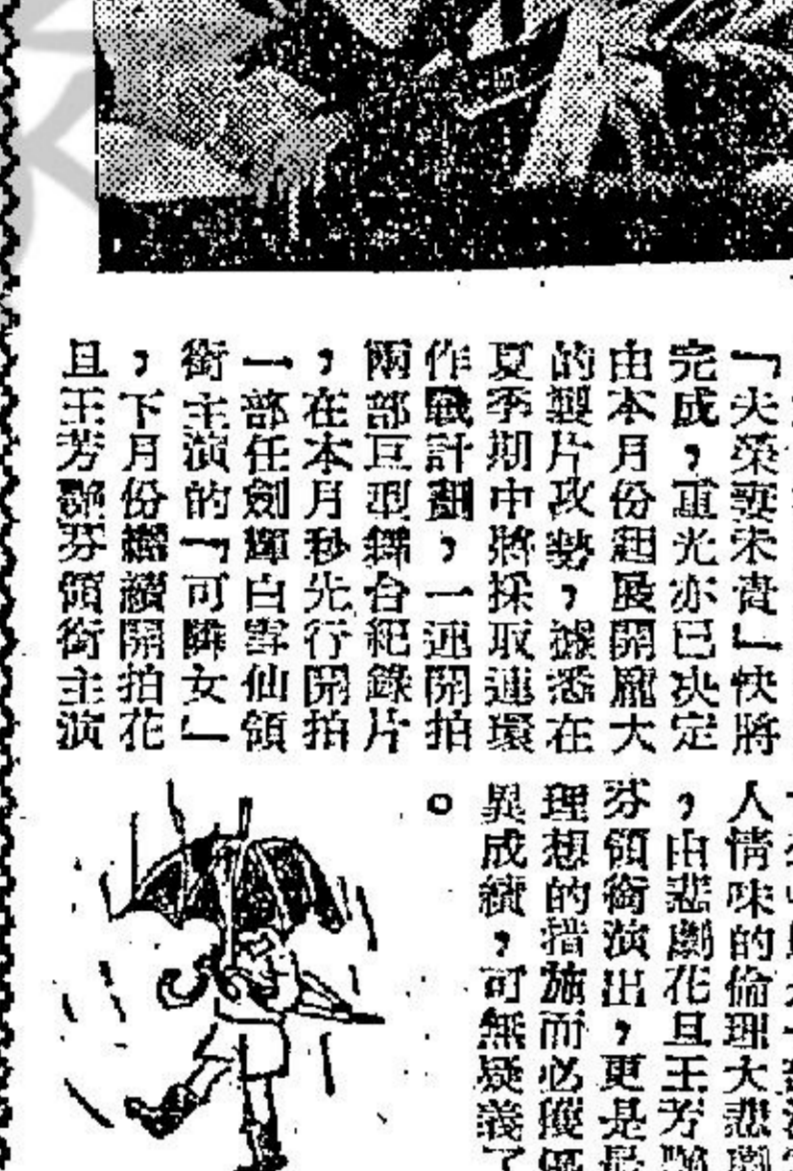 「夫榮妻未貴」快將
完成，重光亦已決定
由本月份起展開龐大
的製片攻勢，據悉在
夏季期中將採取連環
作戰計劃，一連開拍
兩部巨型舞台紀錄片
，在本月秒先行開拍
一部任劍輝白雪仙領
銜主演的「可憐女」
，下月份繼續開拍花
旦王芳艷芬領銜主演
人情味的倫理大悲劇
，由悲劇花旦王芳艷
芬領銜演出，更是最
理想的措施而必獲優
異成績，可無疑義了
。